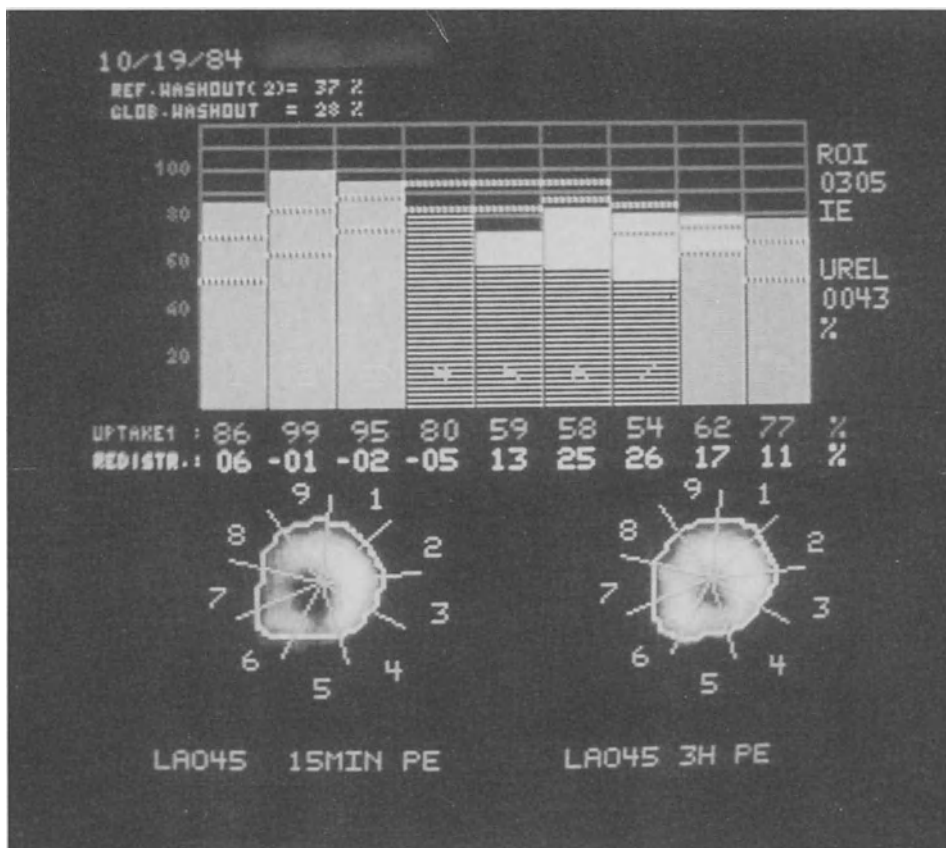 10/19/84
REF.WASHOUT(2)= 37 %
GLOB.WASHOUT = 28 %
100
80
60
40
20
ROI
0305
IE
UREL
0043
%
4 5 6 7
UPTAKE1 : 86 99 95 80 59 58 54 62 77 %
REDISTR.: 06 -01 -02 -05 13 25 26 17 11 %
9 1 2 3 4 5 6 7 8
9 1 2 3 4 5 6 7 8
LAO45 15MIN PE
LAO45 3H PE